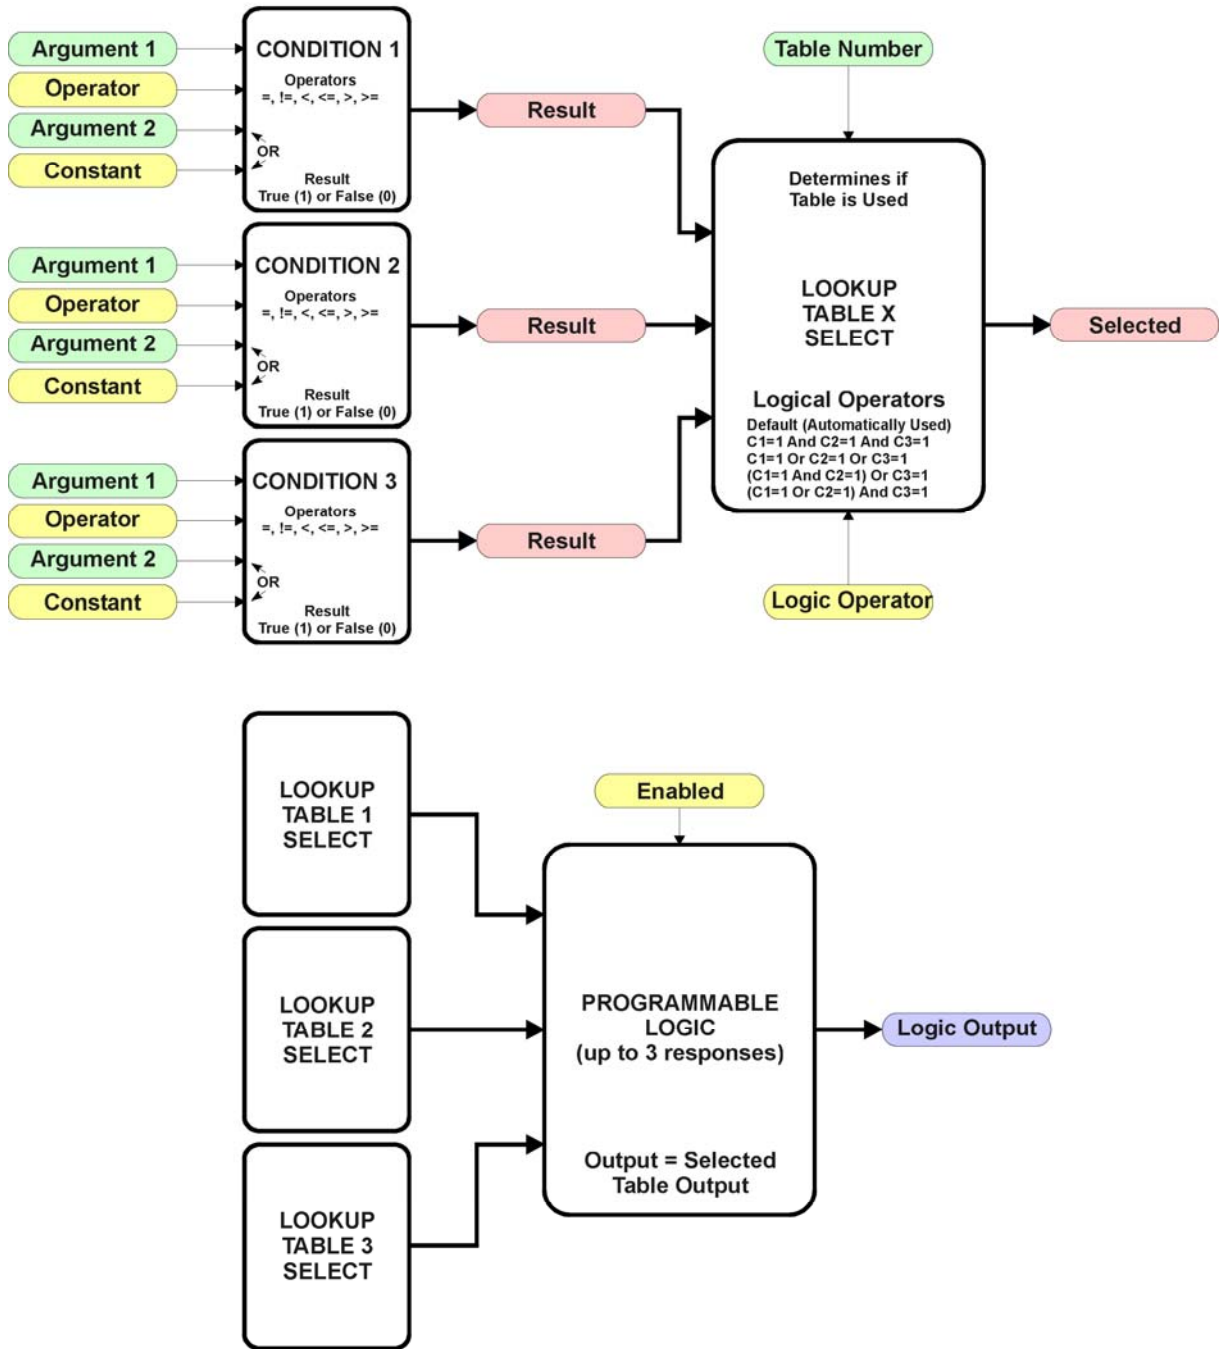 Argument 1
Operator
Argument 2
Constant
CONDITION 1
Operators
=, !=, <, <=, >, >=
OR
Result
True (1) or False (0)
Result
Argument 1
Operator
Argument 2
Constant
CONDITION 2
Operators
=, !=, <, <=, >, >=
OR
Result
True (1) or False (0)
Result
Argument 1
Operator
Argument 2
Constant
CONDITION 3
Operators
=, !=, <, <=, >, >=
OR
Result
True (1) or False (0)
Result
Table Number
Determines if
Table is Used
LOOKUP
TABLE X
SELECT
Logical Operators
Default (Automatically Used)
C1=1 And C2=1 And C3=1
C1=1 Or C2=1 Or C3=1
(C1=1 And C2=1) Or C3=1
(C1=1 Or C2=1) And C3=1
Logic Operator
Selected
LOOKUP
TABLE 1
SELECT
LOOKUP
TABLE 2
SELECT
LOOKUP
TABLE 3
SELECT
Enabled
PROGRAMMABLE
LOGIC
(up to 3 responses)
Output = Selected
Table Output
Logic Output